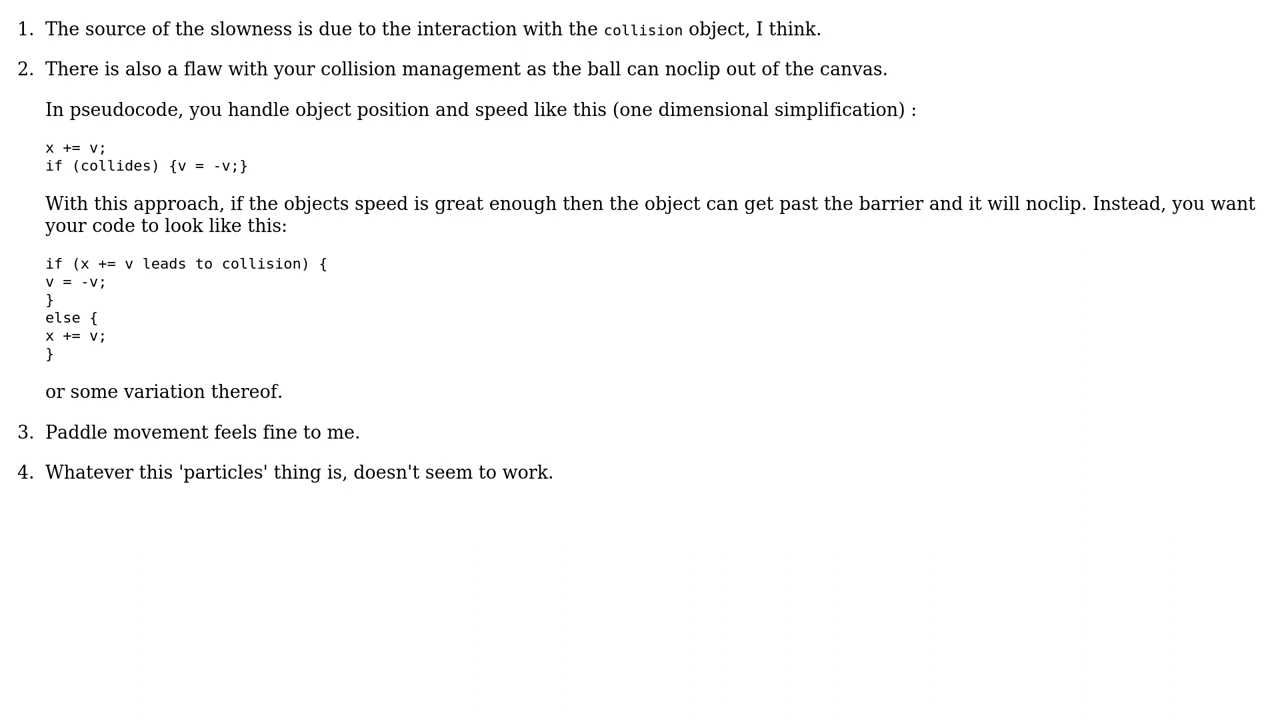 1. The source of the slowness is due to the interaction with the collision object, I think.
2. There is also a flaw with your collision management as the ball can noclip out of the canvas.
In pseudocode, you handle object position and speed like this (one dimensional simplification) :
x += v;
if (collides) {v = -v;}
With this approach, if the objects speed is great enough then the object can get past the barrier and it will noclip. Instead, you want
your code to look like this:
if (x += v leads to collision) {
v = -v;
}
else {
x += v;
}
or some variation thereof.
3. Paddle movement feels fine to me.
4. Whatever this 'particles' thing is, doesn't seem to work.